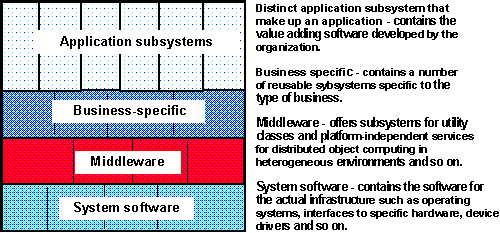 Application subsystems
Business-specific
Middleware
System software
Distinct application subsystem that
make up an application - contains the
value adding software developed by the
organization.
Business specific - contains a number
of reusable sybsystems specific to the
type of business.
Middleware - offers subsystems for utility
classes and platform-independent services
for distributed object computing in
heterogeneous environments and so on.
System software - contains the software for
the actual infrastructure such as operating
systems, interfaces to specific hardware, device
drivers and so on.